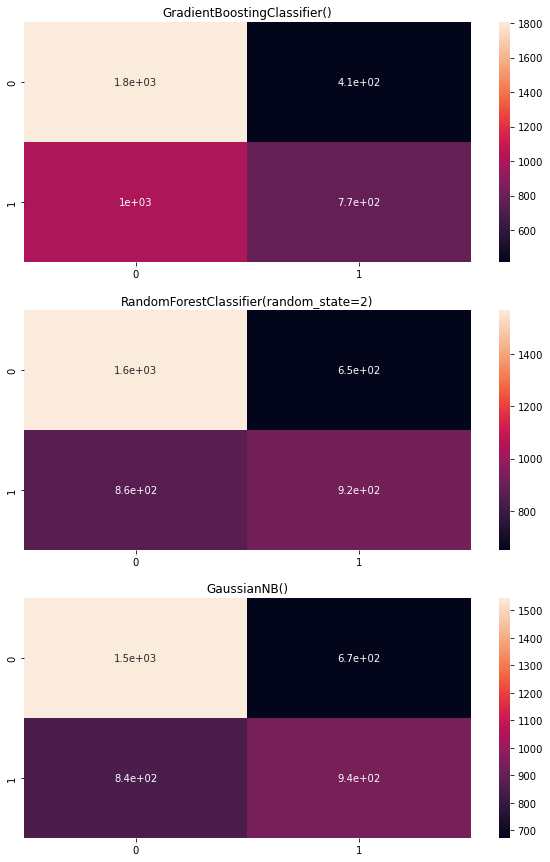 GradientBoostingClassifier()
0
1.8e+03
4.1e+02
1
1e+03
7.7e+02
0
1
1800
1600
1400
1200
1000
800
600
RandomForestClassifier(random_state=2)
0
1.6e+03
6.5e+02
1
8.6e+02
9.2e+02
0
1
1400
1200
1000
800
GaussianNB()
0
1.5e+03
6.7e+02
1
8.4e+02
9.4e+02
0
1
1500
1400
1300
1200
1100
1000
900
800
700